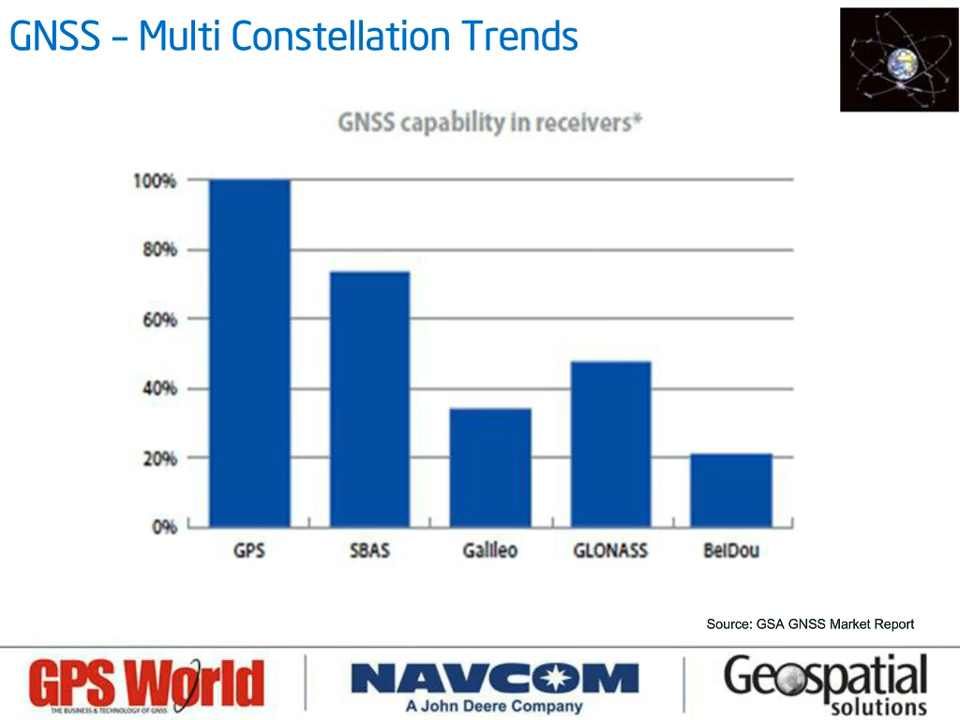 GNSS – Multi Constellation Trends
GNSS capability in receivers*
100%
80%
60%
40%
20%
0%
GPS SBAS Galileo GLONASS BeiDou
Source: GSA GNSS Market Report
GPS World
THE BUSINESS & TECHNOLOGY OF GNSS
NAVCOM
A John Deere Company
Geospatial
solutions